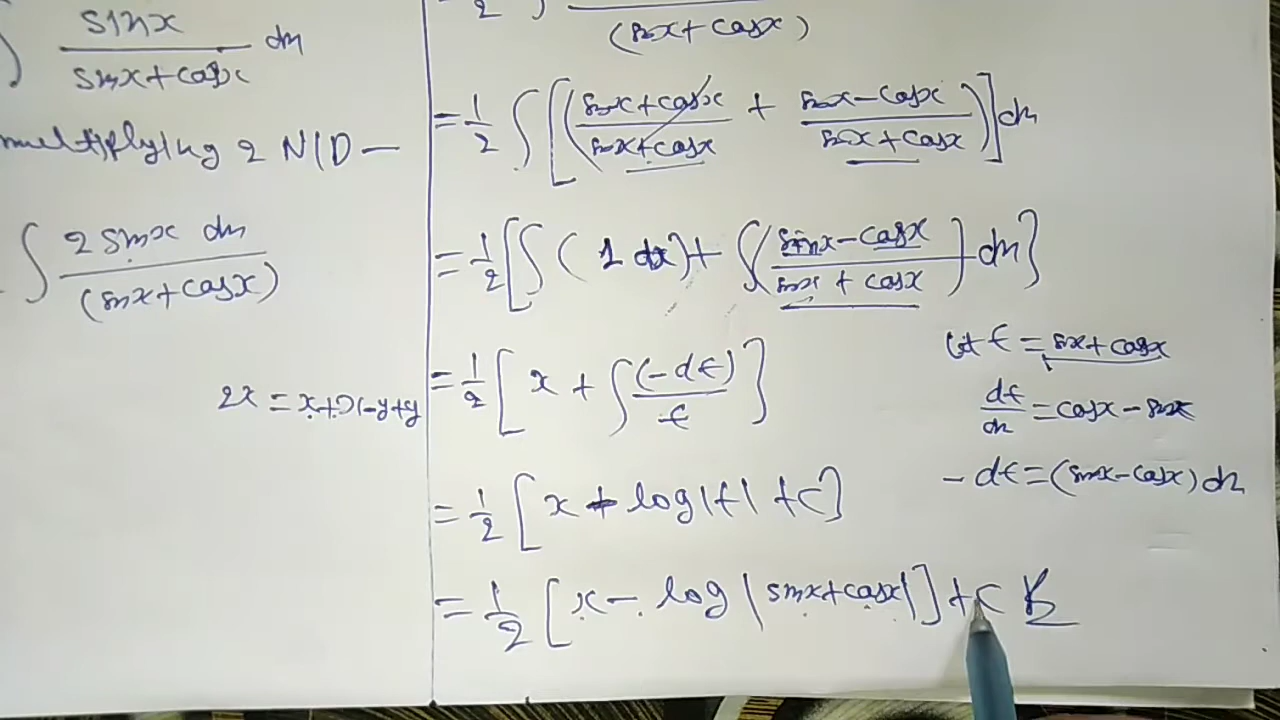 ∫ sinx / sinx+cosx dx
multiplying 2 N/D —
∫ 2 sinx dx / (sinx+cosx)
y+y-x+x = 2x
2 ∫ / (sinx+cosx)
= 1/2 ∫ [ ( sinx+cosx / sinx+cosx + sinx-cosx / sinx+cosx ) ] dx
= 1/2 [ ∫ ( 1 dx ) + ∫ ( sinx-cosx / sinx + cosx ) dx }
= 1/2 [ x + ∫ (-dt) / t ]
= 1/2 [ x - log|t| + c ]
= 1/2 [ x - log | sinx+cosx | ] + c
let t = sinx+cosx
dt/dx = cosx - sinx
- dt = (sinx-cosx) dx